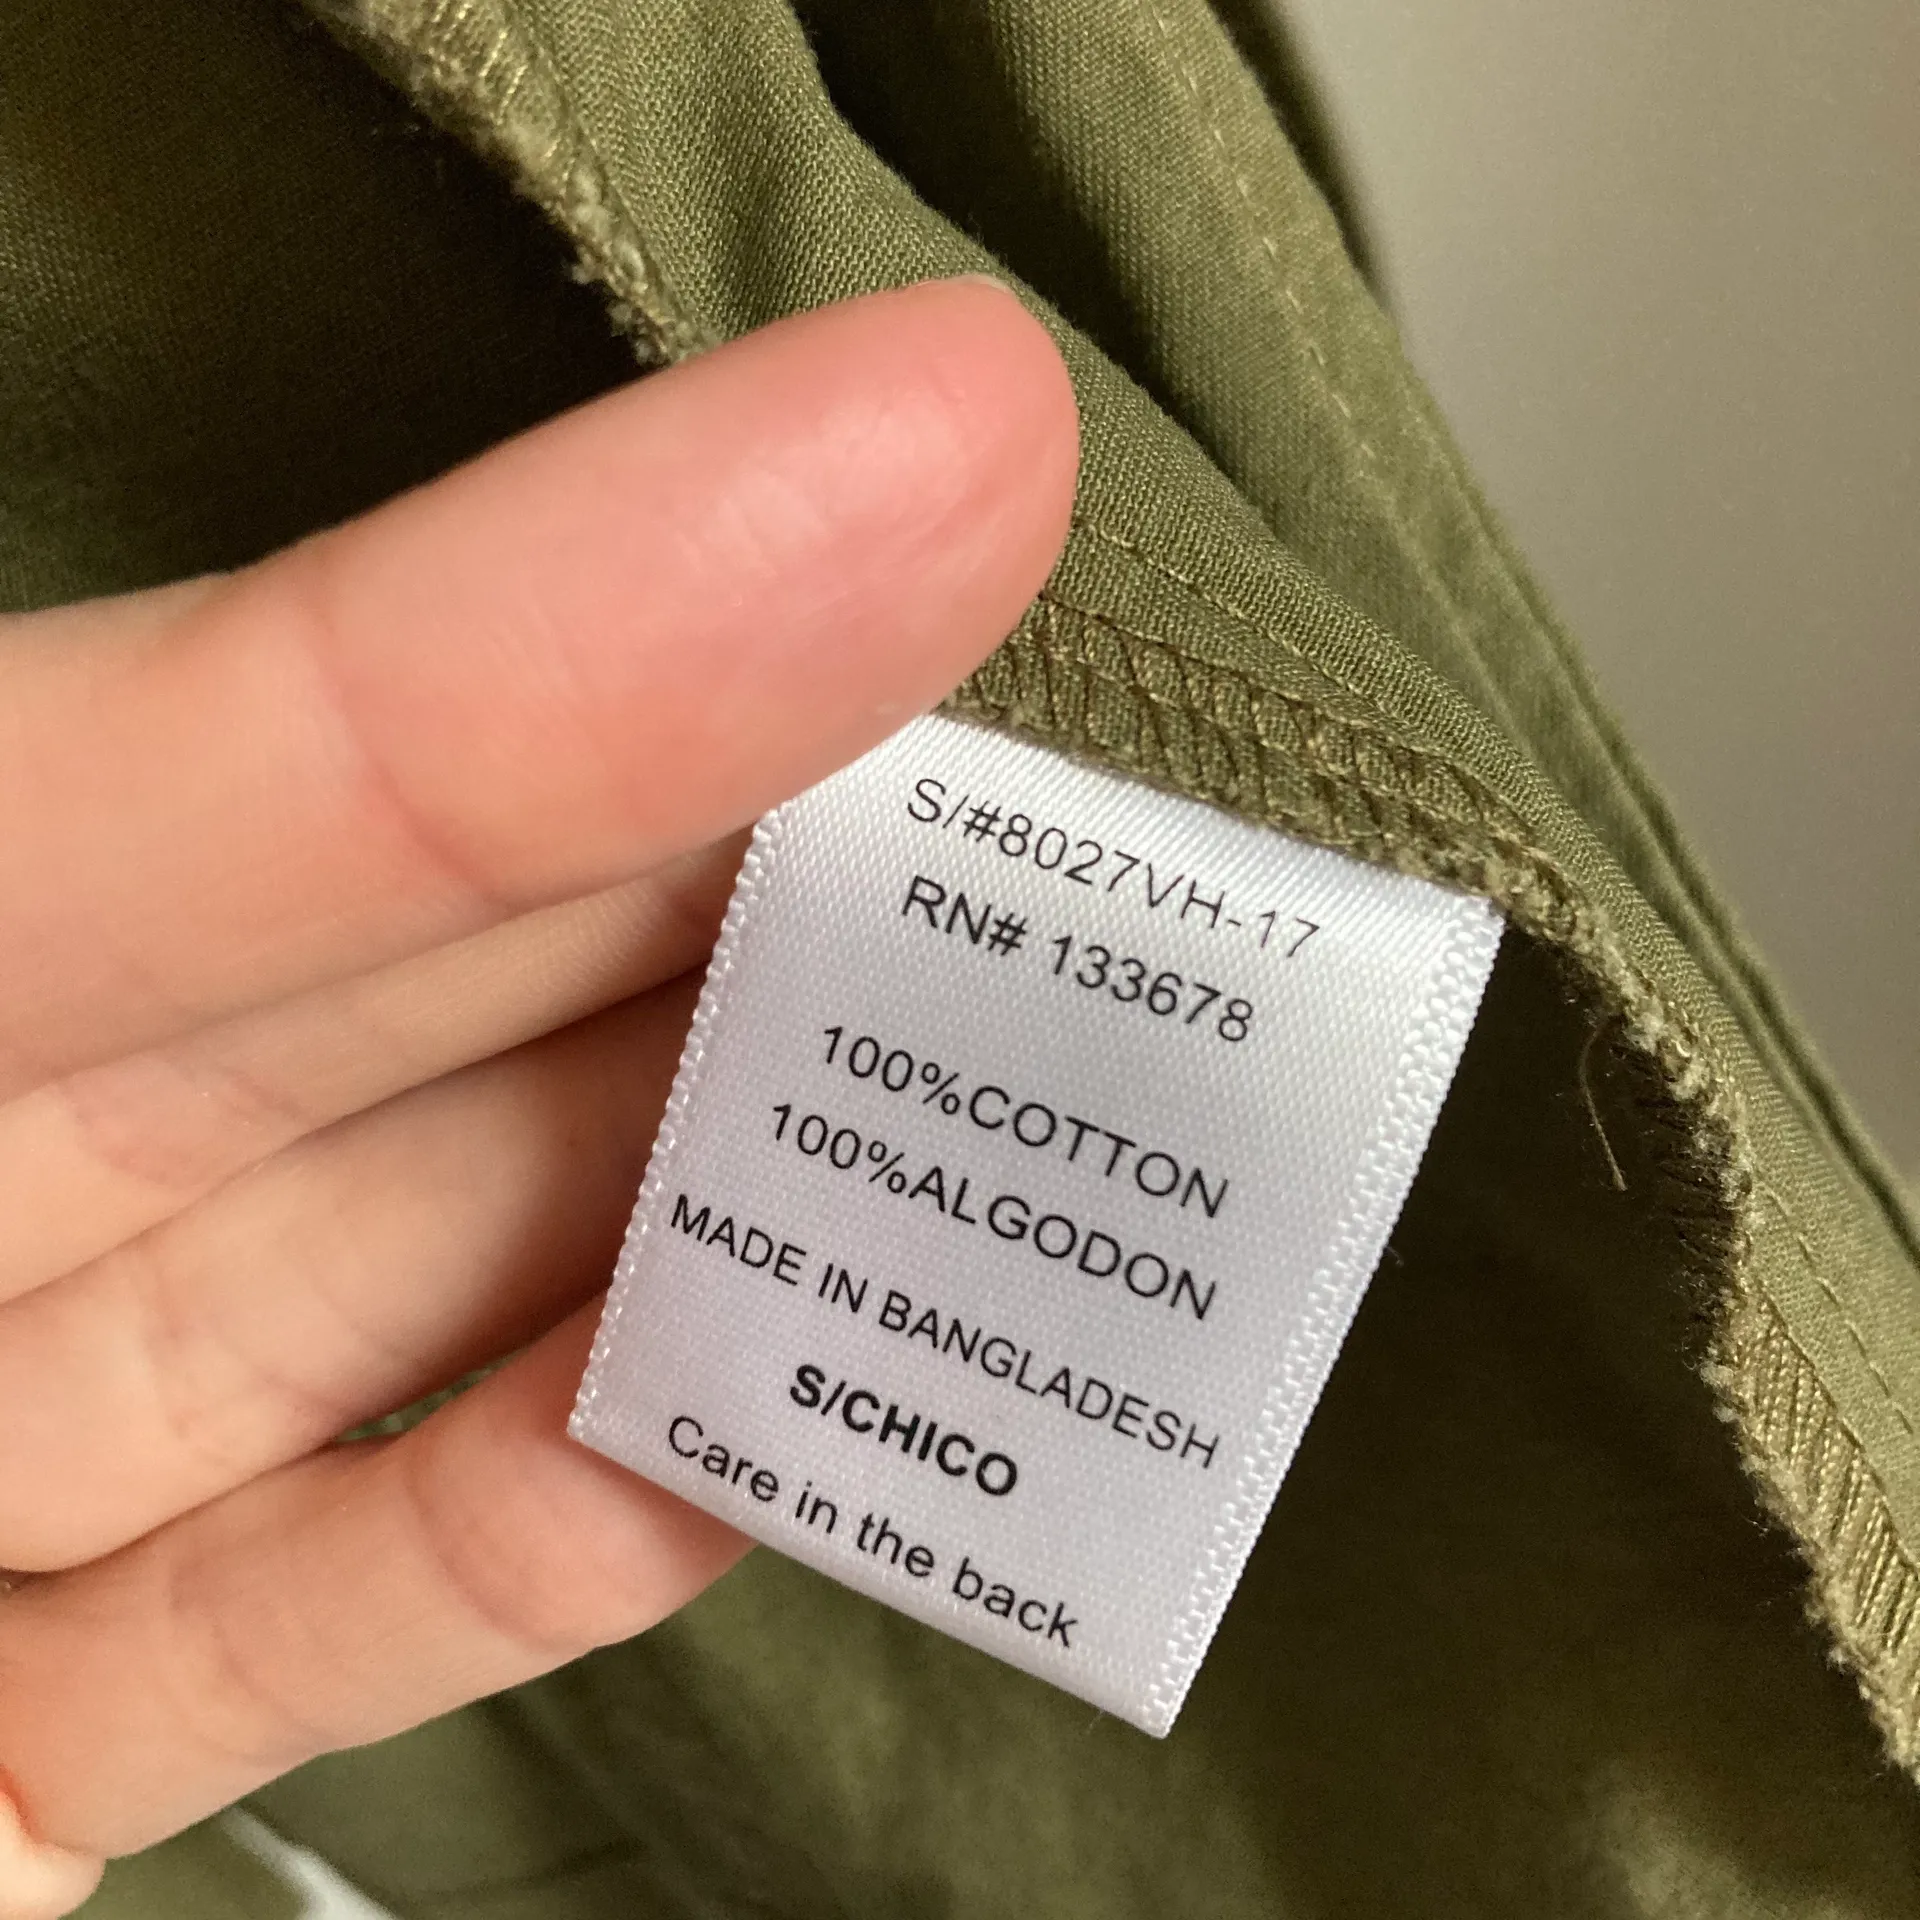 S/#8027VH-17
RN# 133678
100%COTTON
100%ALGODON
MADE IN BANGLADESH
S/CHICO
Care in the back